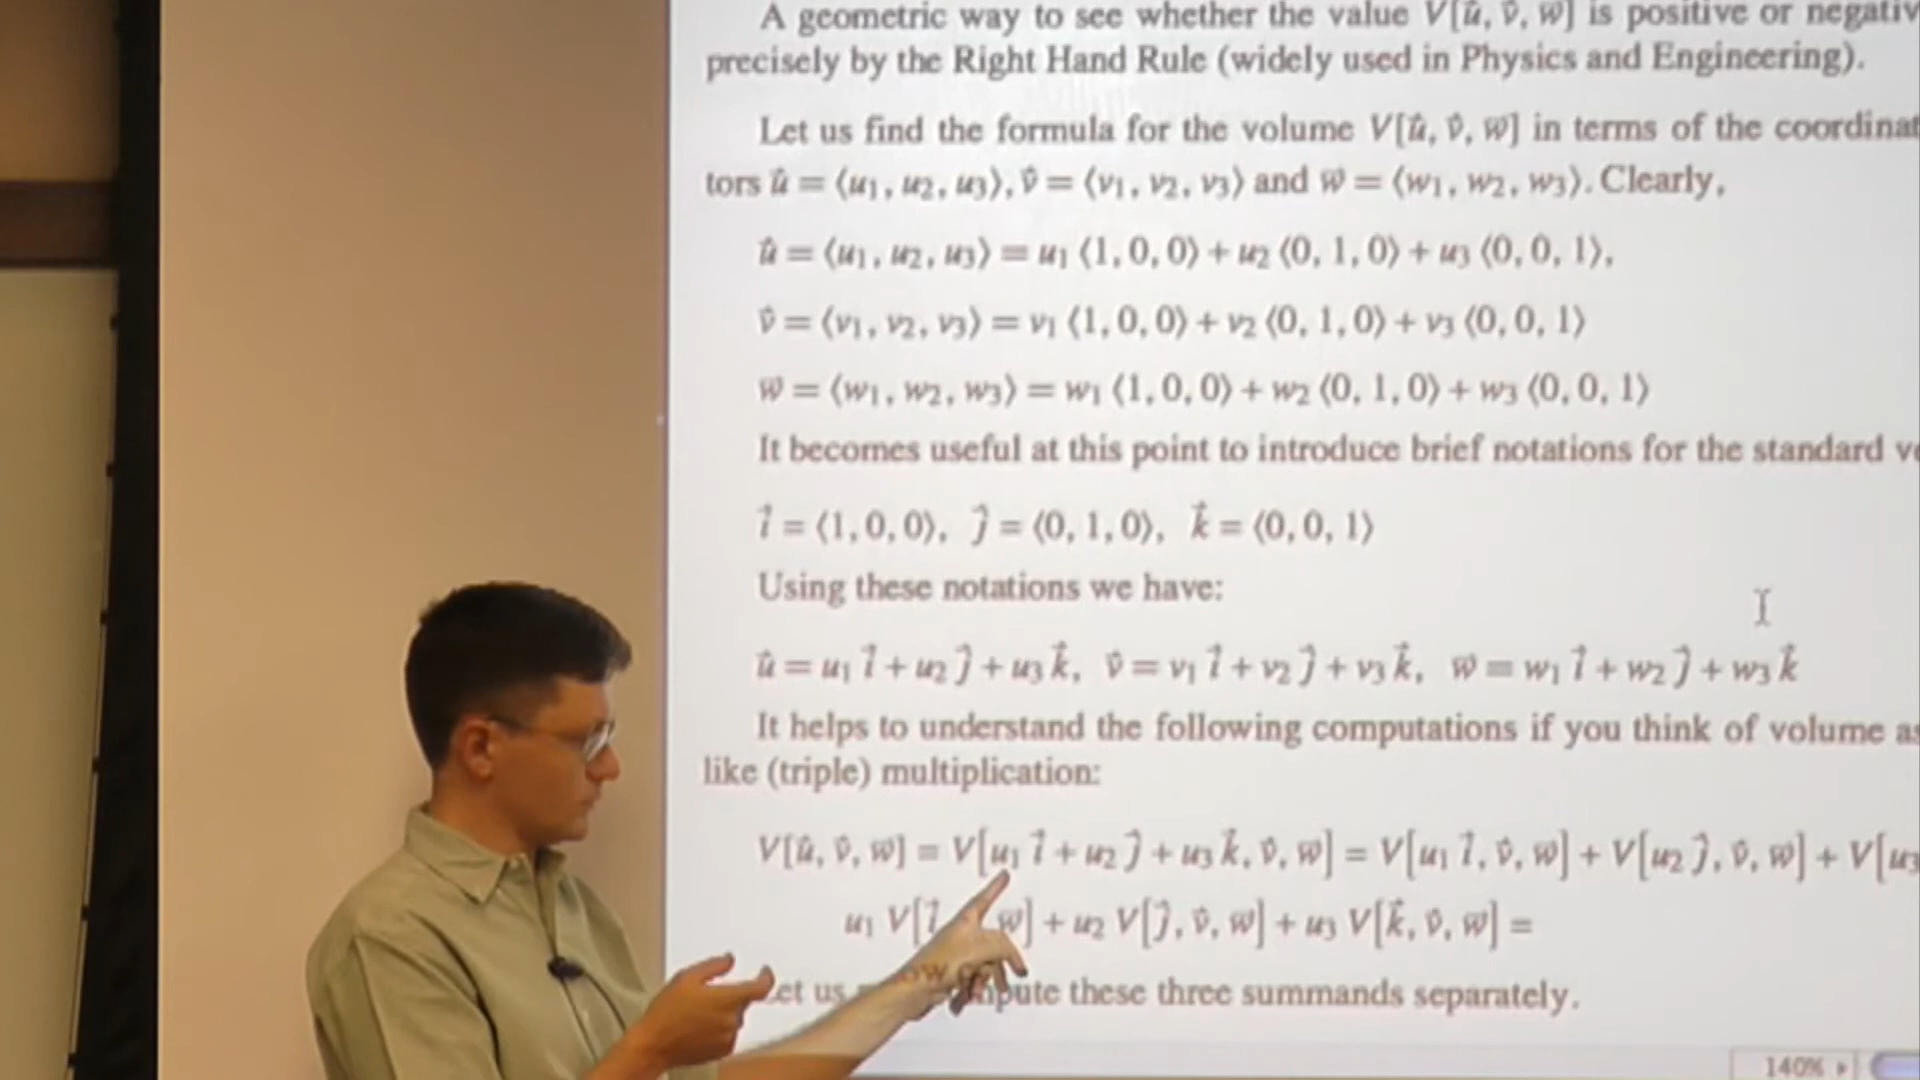 A geometric way to see whether the value V[û, v̂, w] is positive or
precisely by the Right Hand Rule (widely used in Physics and Engineering).
Let us find the formula for the volume V[û, v̂, w] in terms of the
tors û = ⟨u₁, u₂, u₃⟩, v̂ = ⟨v₁, v₂, v₃⟩ and w = ⟨w₁, w₂, w₃⟩. Clearly,
û = ⟨u₁, u₂, u₃⟩ = u₁ ⟨1, 0, 0⟩ + u₂ ⟨0, 1, 0⟩ + u₃ ⟨0, 0, 1⟩,
v̂ = ⟨v₁, v₂, v₃⟩ = v₁ ⟨1, 0, 0⟩ + v₂ ⟨0, 1, 0⟩ + v₃ ⟨0, 0, 1⟩
w = ⟨w₁, w₂, w₃⟩ = w₁ ⟨1, 0, 0⟩ + w₂ ⟨0, 1, 0⟩ + w₃ ⟨0, 0, 1⟩
It becomes useful at this point to introduce brief notations for the standard
i⃗ = ⟨1, 0, 0⟩, j⃗ = ⟨0, 1, 0⟩, k⃗ = ⟨0, 0, 1⟩
Using these notations we have:
û = u₁ i⃗ + u₂ j⃗ + u₃ k⃗, v̂ = v₁ i⃗ + v₂ j⃗ + v₃ k⃗, w = w₁ i⃗ + w₂ j⃗ + w₃ k⃗
It helps to understand the following computations if you think of volume as
like (triple) multiplication:
V[û, v̂, w] = V[u₁ i⃗ + u₂ j⃗ + u₃ k⃗, v̂, w] = V[u₁ i⃗, v̂, w] + V[u₂ j⃗, v̂, w] + V[u₃
u₁ V[i⃗, w] + u₂ V[j⃗, v̂, w] + u₃ V[k⃗, v̂, w] =
us these three summands separately.
140%